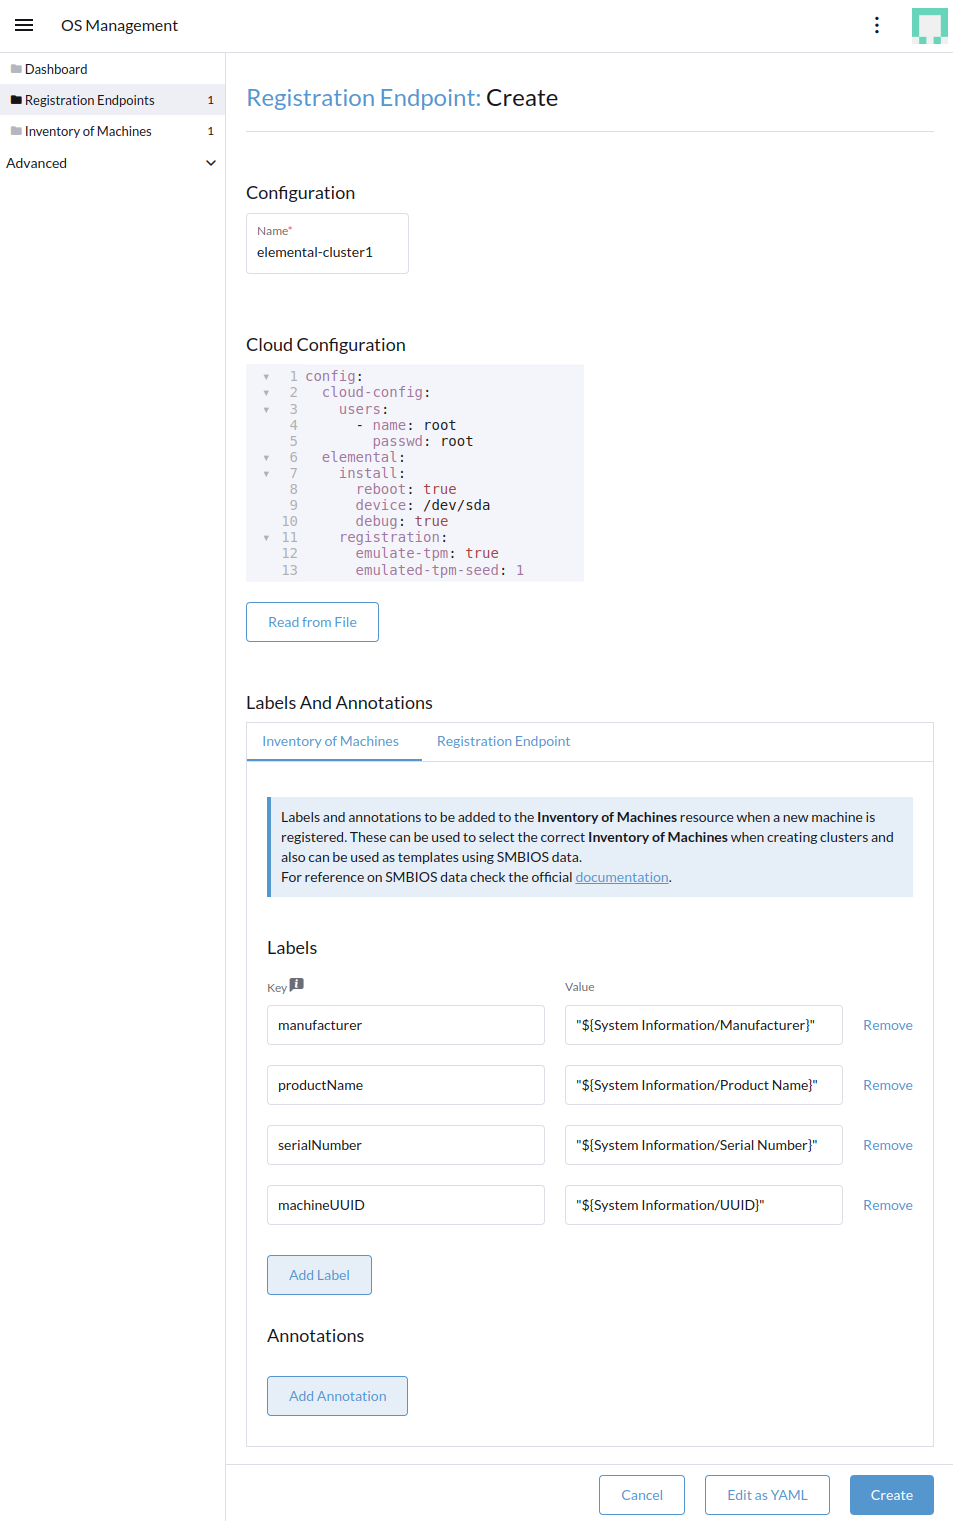 OS Management
Dashboard
Registration Endpoints 1
Inventory of Machines 1
Advanced
Registration Endpoint: Create
Configuration
Name*
elemental-cluster1
Cloud Configuration
1 config:
2 cloud-config:
3 users:
4 - name: root
5 passwd: root
6 elemental:
7 install:
8 reboot: true
9 device: /dev/sda
10 debug: true
11 registration:
12 emulate-tpm: true
13 emulated-tpm-seed: 1
Read from File
Labels And Annotations
Inventory of Machines Registration Endpoint
Labels and annotations to be added to the Inventory of Machines resource when a new machine is
registered. These can be used to select the correct Inventory of Machines when creating clusters and
also can be used as templates using SMBIOS data.
For reference on SMBIOS data check the official documentation.
Labels
Key Value
manufacturer "${System Information/Manufacturer}" Remove
productName "${System Information/Product Name}" Remove
serialNumber "${System Information/Serial Number}" Remove
machineUUID "${System Information/UUID}" Remove
Add Label
Annotations
Add Annotation
Cancel Edit as YAML Create